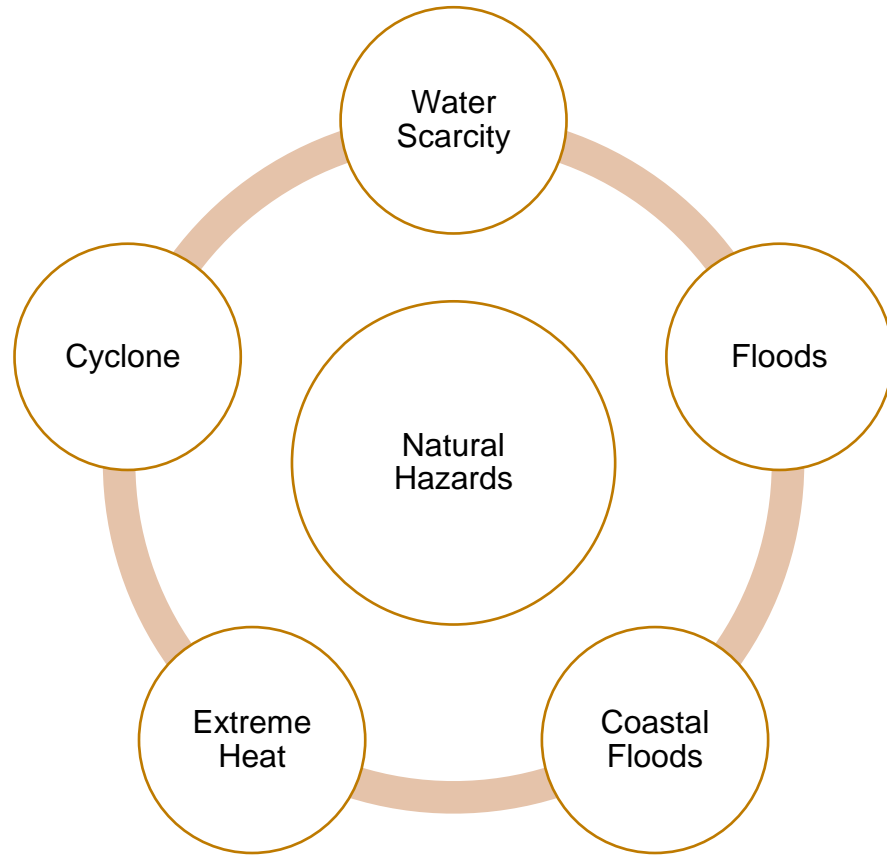 Water
Scarcity
Cyclone
Floods
Natural
Hazards
Extreme
Heat
Coastal
Floods